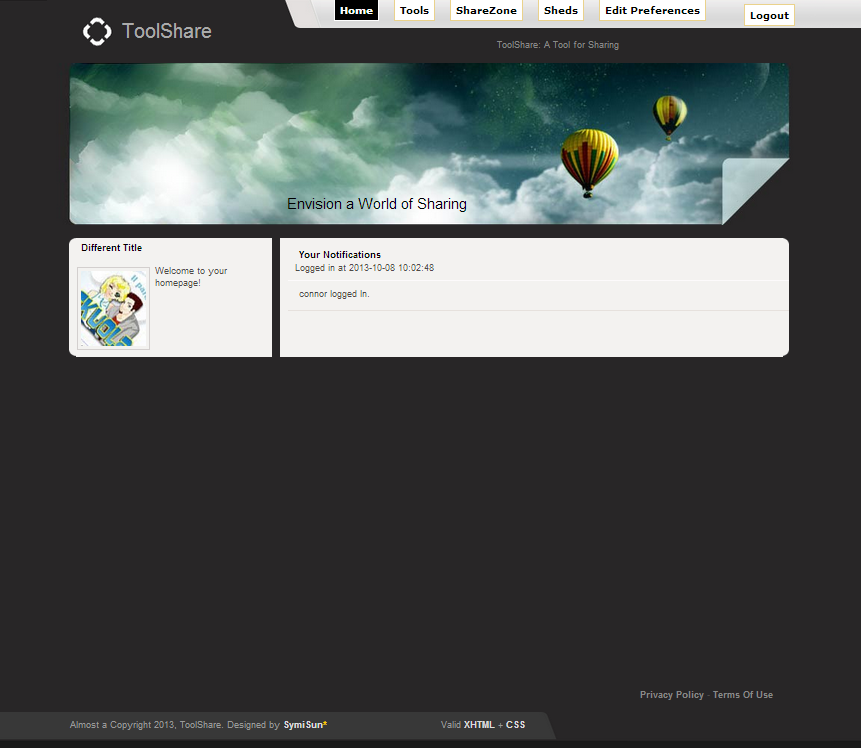 Home Tools ShareZone Sheds Edit Preferences Logout
ToolShare
ToolShare: A Tool for Sharing
Envision a World of Sharing
Different Title
Welcome to your
homepage!
Your Notifications
Logged in at 2013-10-08 10:02:48
connor logged in.
Privacy Policy - Terms Of Use
Almost a Copyright 2013, ToolShare. Designed by SymiSun*
Valid XHTML + CSS